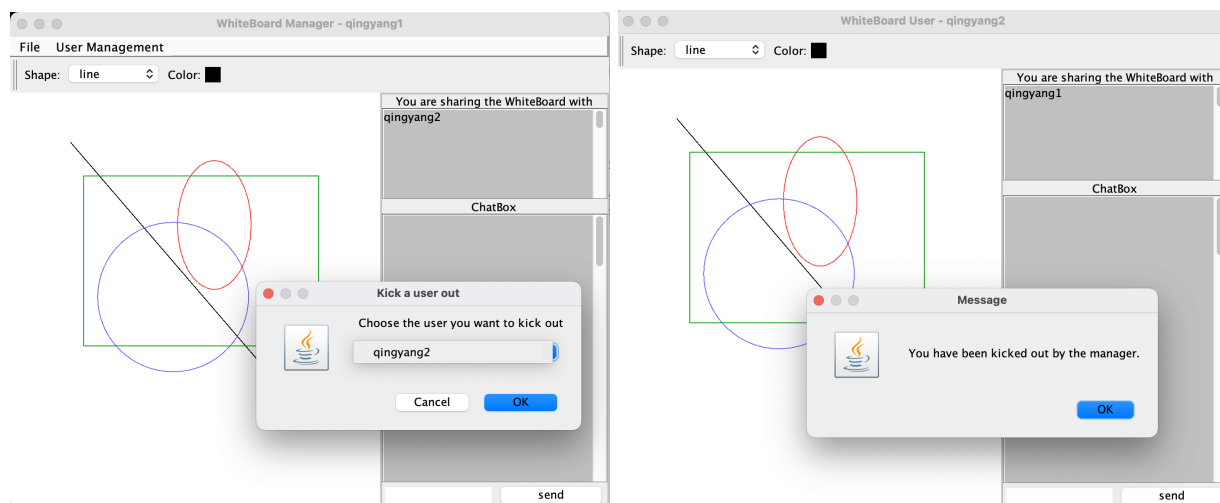 WhiteBoard Manager - qingyang1
File User Management
Shape: line Color:
You are sharing the WhiteBoard with
qingyang2
ChatBox
Kick a user out
Choose the user you want to kick out
qingyang2
Cancel OK
send
WhiteBoard User - qingyang2
Shape: line Color:
You are sharing the WhiteBoard with
qingyang1
ChatBox
Message
You have been kicked out by the manager.
OK
send